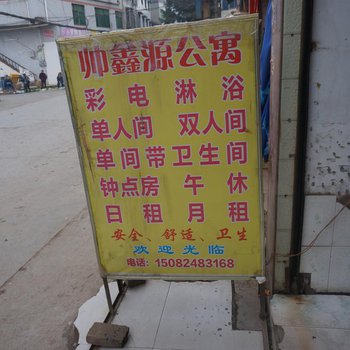 帅鑫源公寓
彩电淋浴
单人间 双人间
单间带卫生间
钟点房 午休
日租月租
安全、舒适、卫生
欢迎光临
电话:15082483168